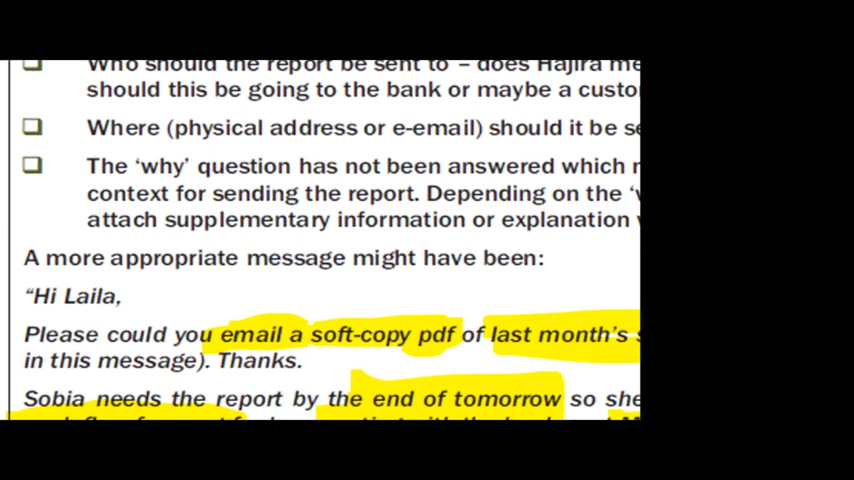 Who should the report be sent to – does Hajira
should this be going to the bank or maybe a
Where (physical address or e-email) should it be
The ‘why’ question has not been answered which
context for sending the report. Depending on the
attach supplementary information or explanation
A more appropriate message might have been:
“Hi Laila,
Please could you email a soft-copy pdf of last month’s
in this message). Thanks.
Sobia needs the report by the end of tomorrow so she